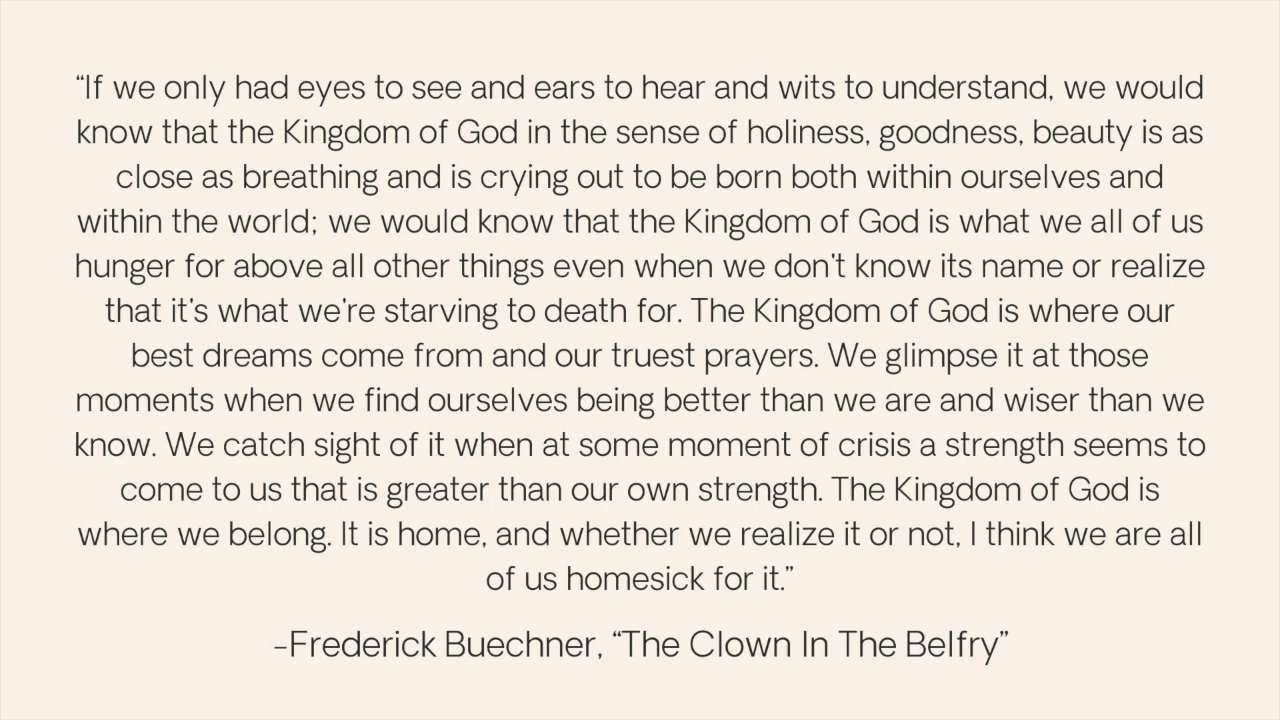 “If we only had eyes to see and ears to hear and wits to understand, we would
know that the Kingdom of God in the sense of holiness, goodness, beauty is as
close as breathing and is crying out to be born both within ourselves and
within the world; we would know that the Kingdom of God is what we all of us
hunger for above all other things even when we don't know its name or realize
that it's what we're starving to death for. The Kingdom of God is where our
best dreams come from and our truest prayers. We glimpse it at those
moments when we find ourselves being better than we are and wiser than we
know. We catch sight of it when at some moment of crisis a strength seems to
come to us that is greater than our own strength. The Kingdom of God is
where we belong. It is home, and whether we realize it or not, I think we are all
of us homesick for it.”
-Frederick Buechner, “The Clown In The Belfry”